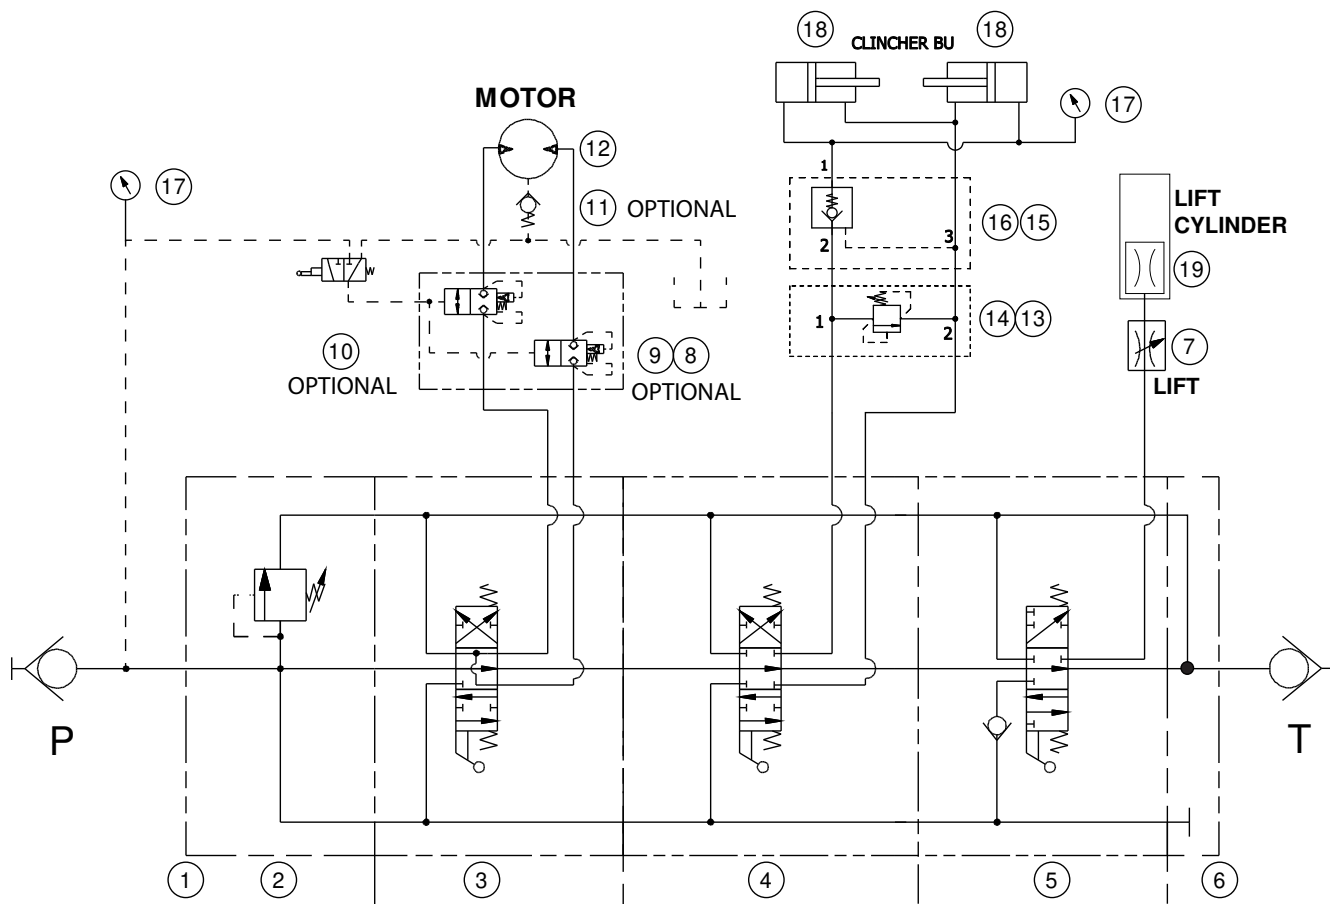 18
18
CLINCHER BU
MOTOR
17
12
1
17
11 OPTIONAL
LIFT
CYLINDER
16 15
2
3
19
14 13
1
2
10
OPTIONAL
9 8
OPTIONAL
7
LIFT
P
T
1
2
3
4
5
6